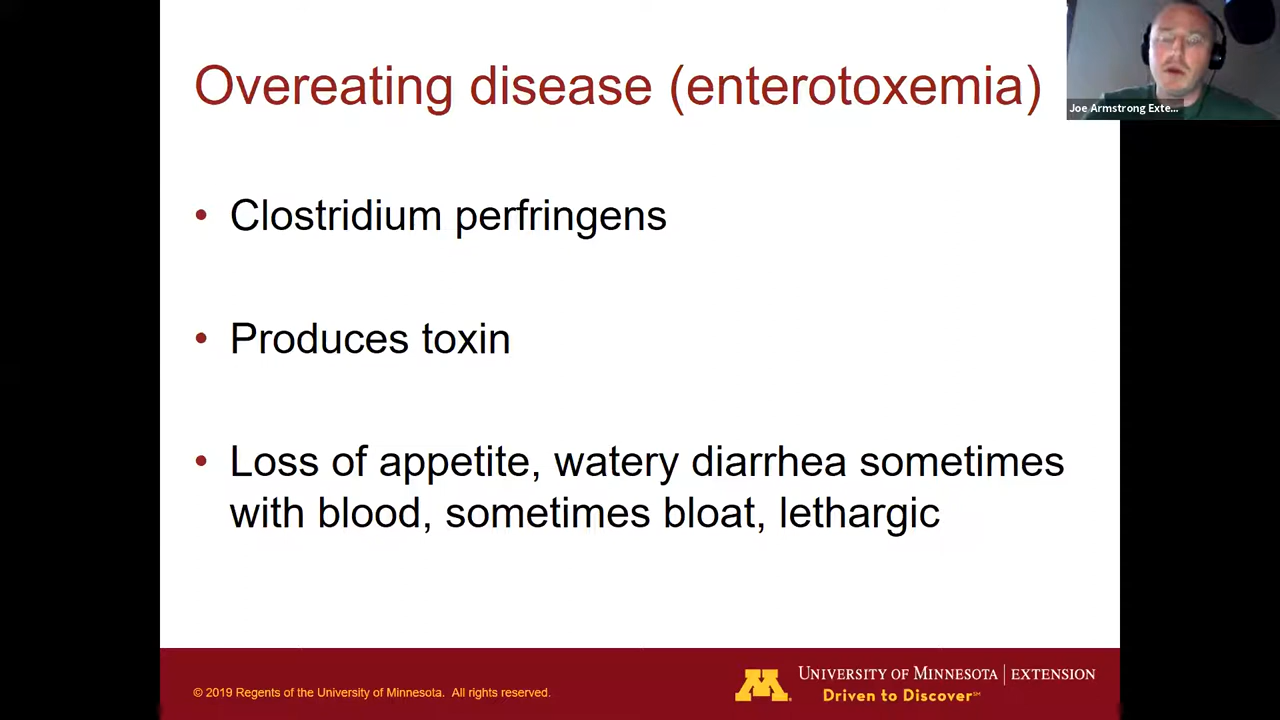 Overeating disease (enterotoxemia)
Joe Armstrong Exte...
• Clostridium perfringens
• Produces toxin
• Loss of appetite, watery diarrhea sometimes
with blood, sometimes bloat, lethargic
© 2019 Regents of the University of Minnesota. All rights reserved.
M
UNIVERSITY OF MINNESOTA | EXTENSION
Driven to Discover℠